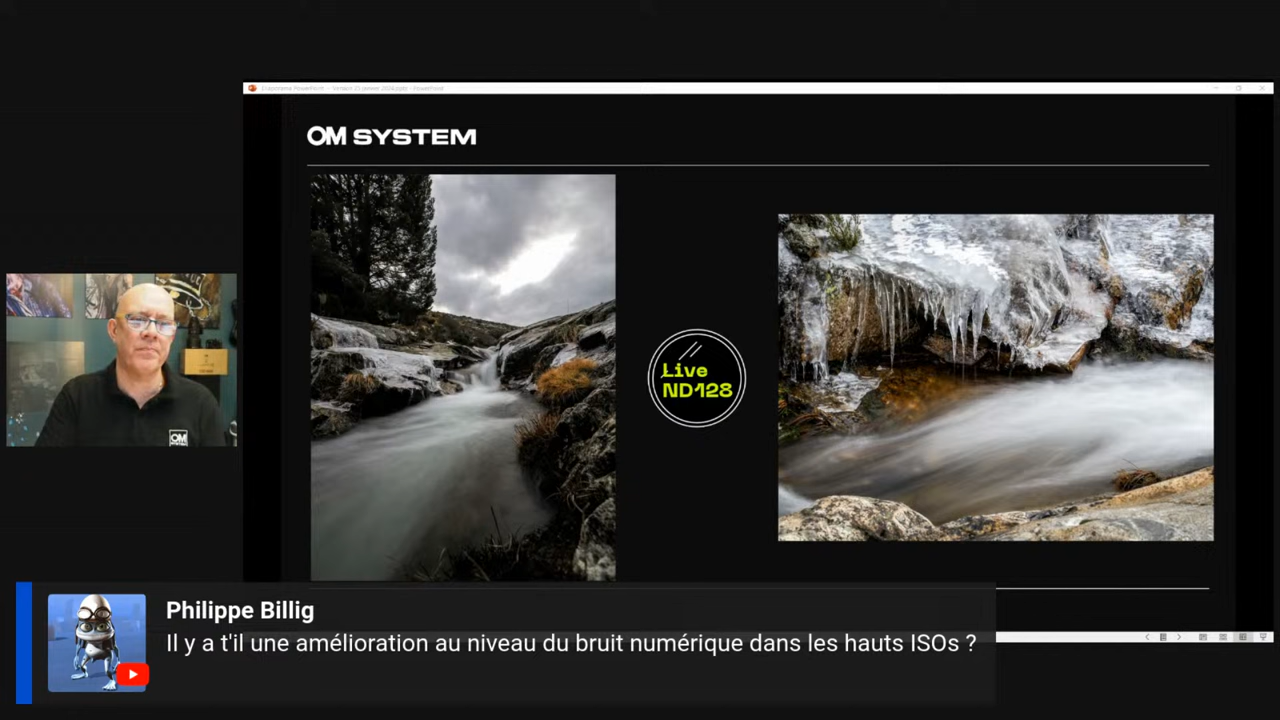 OM SYSTEM
Live
ND128
OM
Philippe Billig
Il y a t'il une amélioration au niveau du bruit numérique dans les hauts ISOs ?